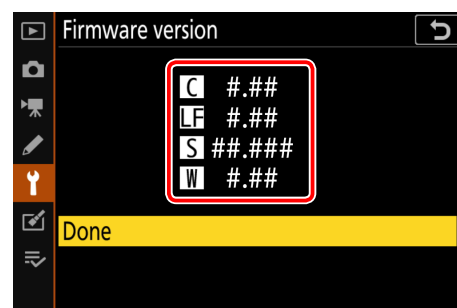 Firmware version
C #.##
LF #.##
S ##.###
W #.##
Done